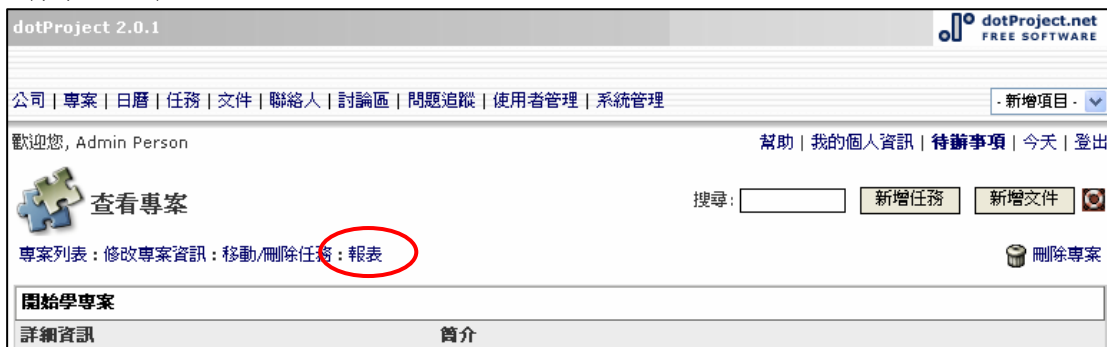 dotProject 2.0.1
dotProject.net
FREE SOFTWARE
公司 | 專案 | 日曆 | 任務 | 文件 | 聯絡人 | 討論區 | 問題追蹤 | 使用者管理 | 系統管理
- 新增項目 -
歡迎您, Admin Person
幫助 | 我的個人資訊 | 待辦事項 | 今天 | 登出
查看專案
搜尋:
新增任務
新增文件
專案列表 : 修改專案資訊 : 移動/刪除任務 : 報表
刪除專案
開始學專案
詳細資訊
簡介